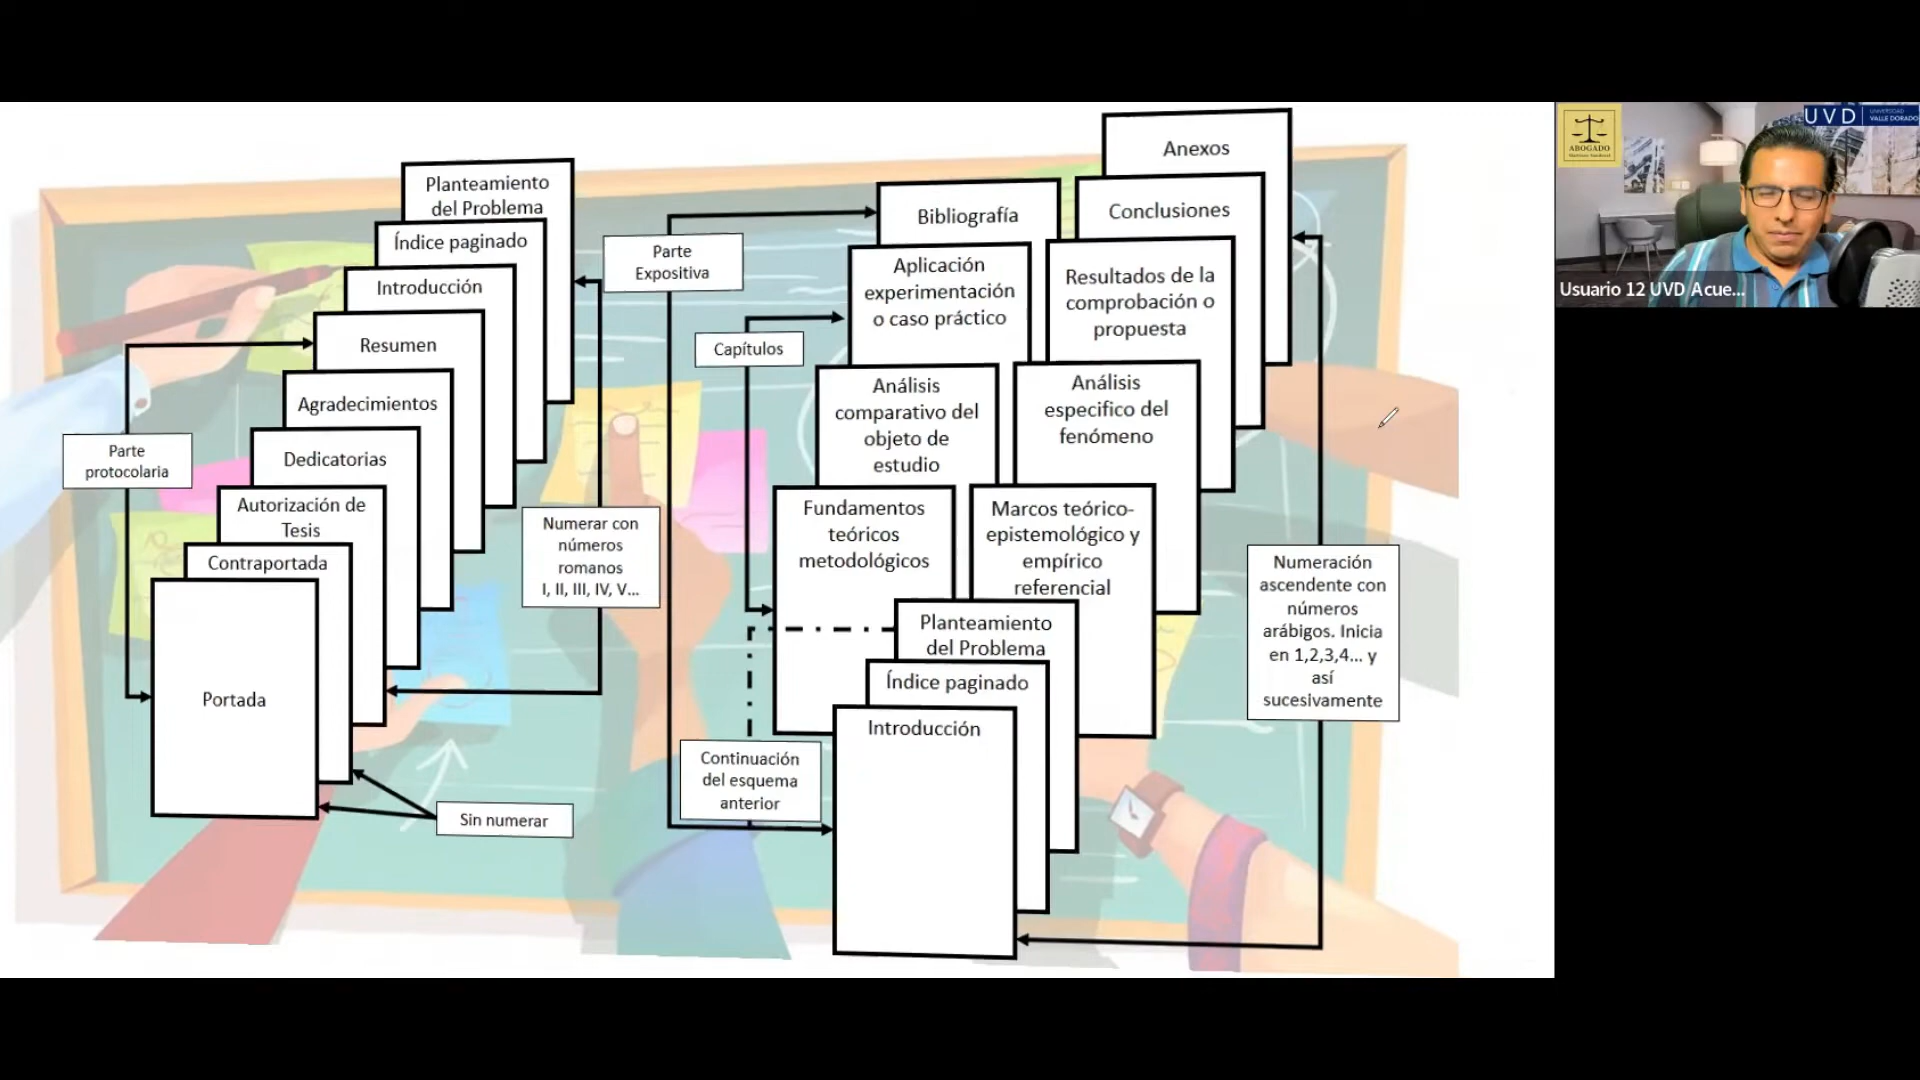 Planteamiento
del Problema
Índice paginado
Introducción
Resumen
Agradecimientos
Dedicatorias
Autorización de
Tesis
Contraportada
Portada
Parte
protocolaria
Numerar con
números
romanos
I, II, III, IV, V...
Sin numerar
Parte
Expositiva
Capítulos
Continuación
del esquema
anterior
Bibliografía
Aplicación
experimentación
o caso práctico
Análisis
comparativo del
objeto de
estudio
Fundamentos
teóricos
metodológicos
Anexos
Conclusiones
Resultados de la
comprobación o
propuesta
Análisis
especifico del
fenómeno
Marcos teórico-
epistemológico y
empírico
referencial
Planteamiento
del Problema
Índice paginado
Introducción
Numeración
ascendente con
números
arábigos. Inicia
en 1,2,3,4... y
así
sucesivamente
ABOGADO
UVD
UNIVERSIDAD
VALLE DORADO
Usuario 12 UVD Acue...